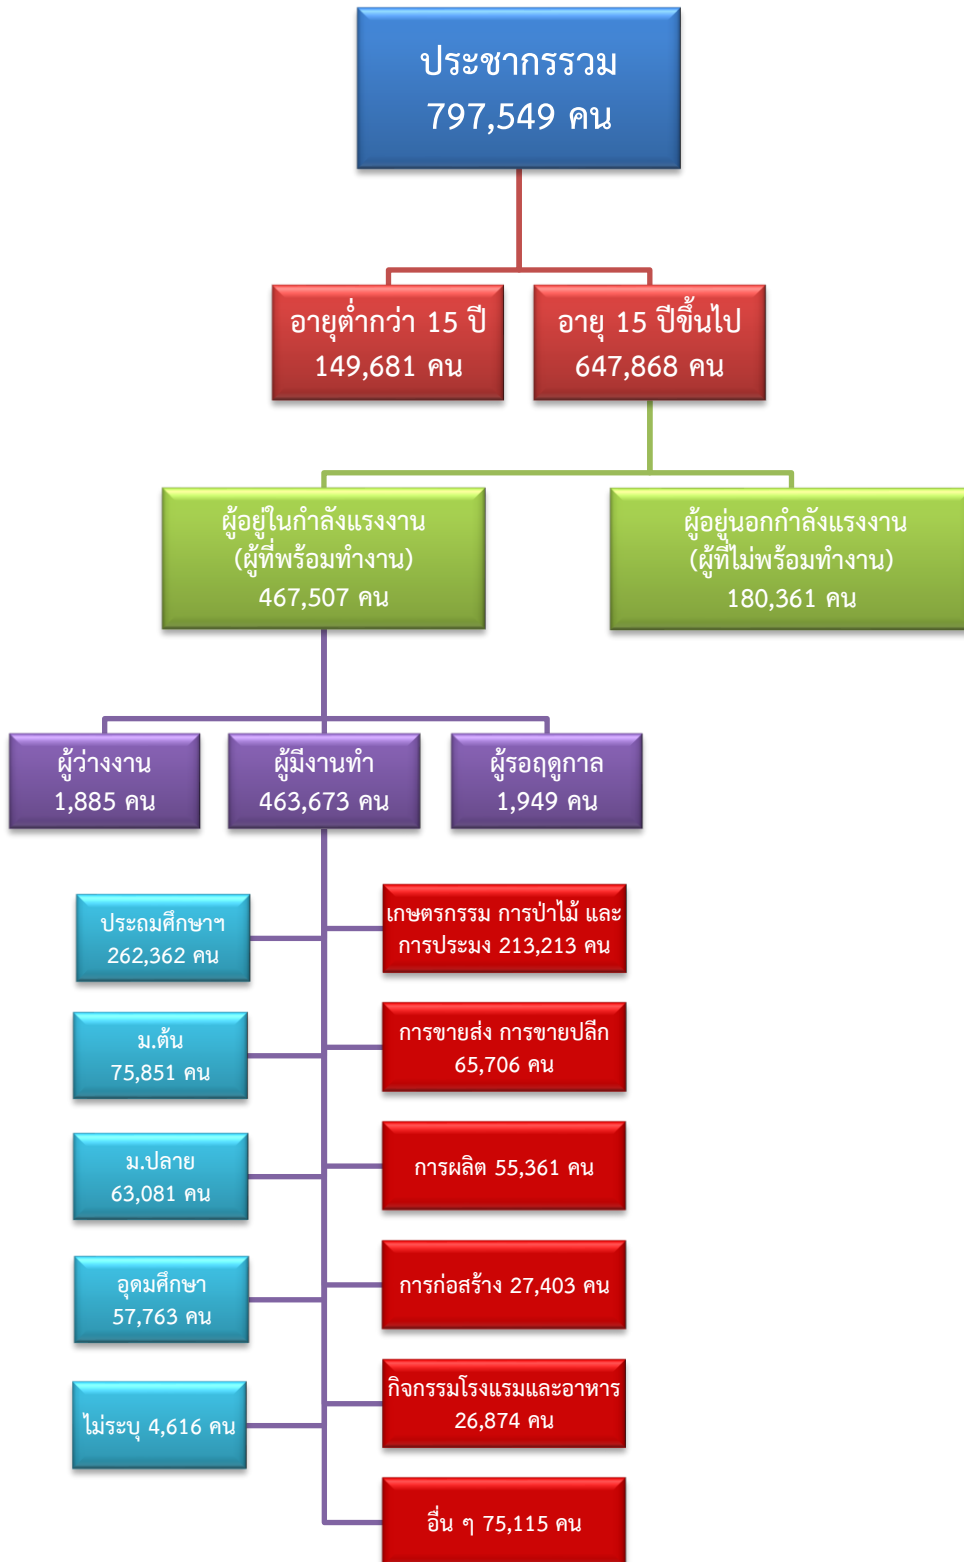 ประชากรรวม
797,549 คน
อายุต่ำกว่า 15 ปี
149,681 คน
อายุ 15 ปีขึ้นไป
647,868 คน
ผู้อยู่ในกำลังแรงงาน
(ผู้ที่พร้อมทำงาน)
467,507 คน
ผู้อยู่นอกกำลังแรงงาน
(ผู้ที่ไม่พร้อมทำงาน)
180,361 คน
ผู้ว่างงาน
1,885 คน
ผู้มีงานทำ
463,673 คน
ผู้รอฤดูกาล
1,949 คน
ประถมศึกษาฯ
262,362 คน
ม.ต้น
75,851 คน
ม.ปลาย
63,081 คน
อุดมศึกษา
57,763 คน
ไม่ระบุ 4,616 คน
เกษตรกรรม การป่าไม้ และ
การประมง 213,213 คน
การขายส่ง การขายปลีก
65,706 คน
การผลิต 55,361 คน
การก่อสร้าง 27,403 คน
กิจกรรมโรงแรมและอาหาร
26,874 คน
อื่น ๆ 75,115 คน